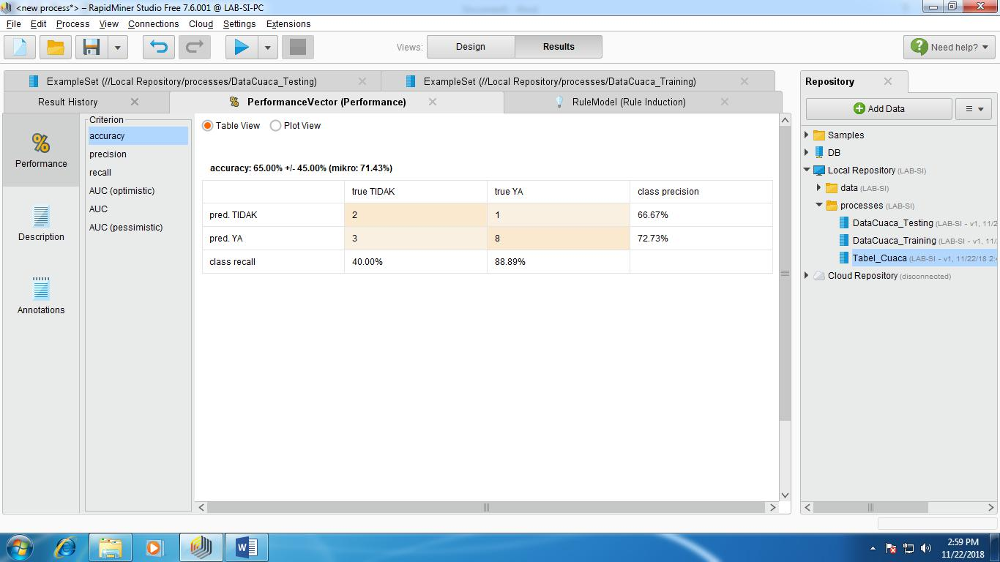 <new process*> – RapidMiner Studio Free 7.6.001 @ LAB-SI-PC
File Edit Process View Connections Cloud Settings Extensions
Views: Design Results Need help?
ExampleSet (///Local Repository/processes/DataCuaca_Testing) ExampleSet (///Local Repository/processes/DataCuaca_Training)
Result History PerformanceVector (Performance) RuleModel (Rule Induction)
Performance
Description
Annotations
Criterion
accuracy
precision
recall
AUC (optimistic)
AUC
AUC (pessimistic)
Table View Plot View
accuracy: 65.00% +/- 45.00% (mikro: 71.43%)
true TIDAK true YA class precision
pred. TIDAK 2 1 66.67%
pred. YA 3 8 72.73%
class recall 40.00% 88.89%
Repository
Add Data
Samples
DB
Local Repository (LAB-SI)
data (LAB-SI)
processes (LAB-SI)
DataCuaca_Testing (LAB-SI – v1, 11/2
DataCuaca_Training (LAB-SI – v1, 11/2
Tabel_Cuaca (LAB-SI – v1, 11/22/18 2:
Cloud Repository (disconnected)
2:59 PM
11/22/2018